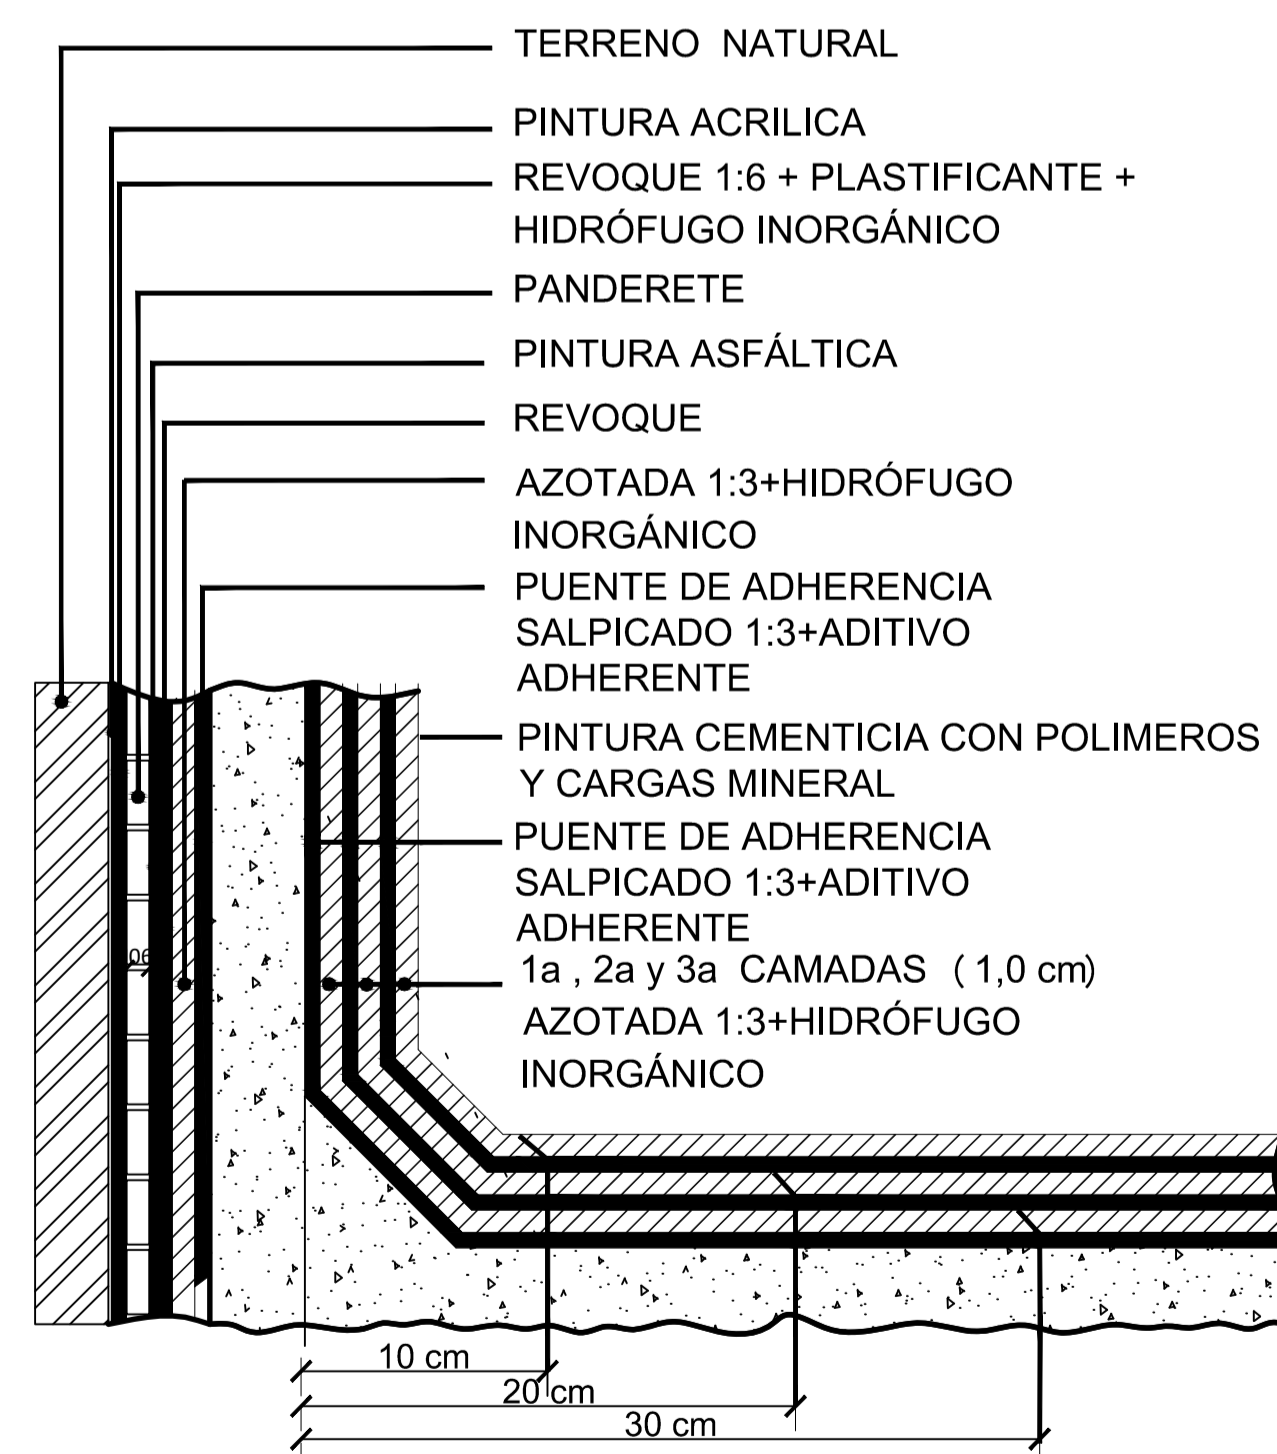 TERRENO NATURAL
PINTURA ACRILICA
REVOQUE 1:6 + PLASTIFICANTE +
HIDRÓFUGO INORGÁNICO
PANDERETE
PINTURA ASFÁLTICA
REVOQUE
AZOTADA 1:3+HIDRÓFUGO
INORGÁNICO
PUENTE DE ADHERENCIA
SALPICADO 1:3+ADITIVO
ADHERENTE
PINTURA CEMENTICIA CON POLIMEROS
Y CARGAS MINERAL
PUENTE DE ADHERENCIA
SALPICADO 1:3+ADITIVO
ADHERENTE
06
1a , 2a y 3a CAMADAS ( 1,0 cm)
AZOTADA 1:3+HIDRÓFUGO
INORGÁNICO
10 cm
20 cm
30 cm